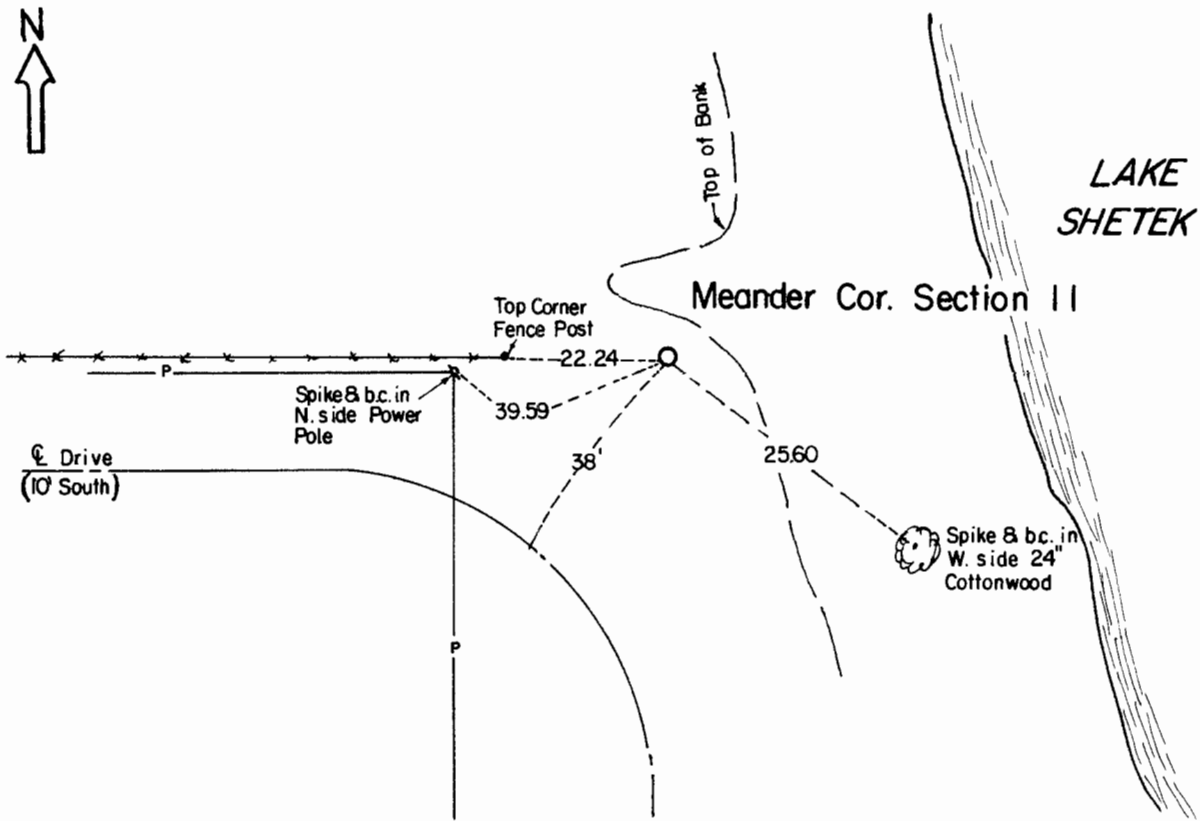 N
Top of Bank
LAKE
SHETEK
Meander Cor. Section 11
Top Corner
Fence Post
22.24
P
Spike & b.c. in
N. side Power
Pole
39.59
℄ Drive
(10' South)
38'
25.60
Spike & b.c. in
W. side 24"
Cottonwood
P